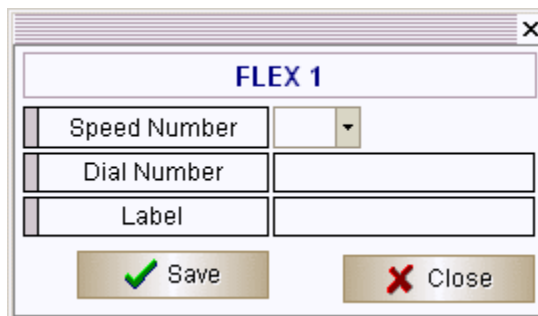 FLEX 1
Speed Number
Dial Number
Label
Save Close